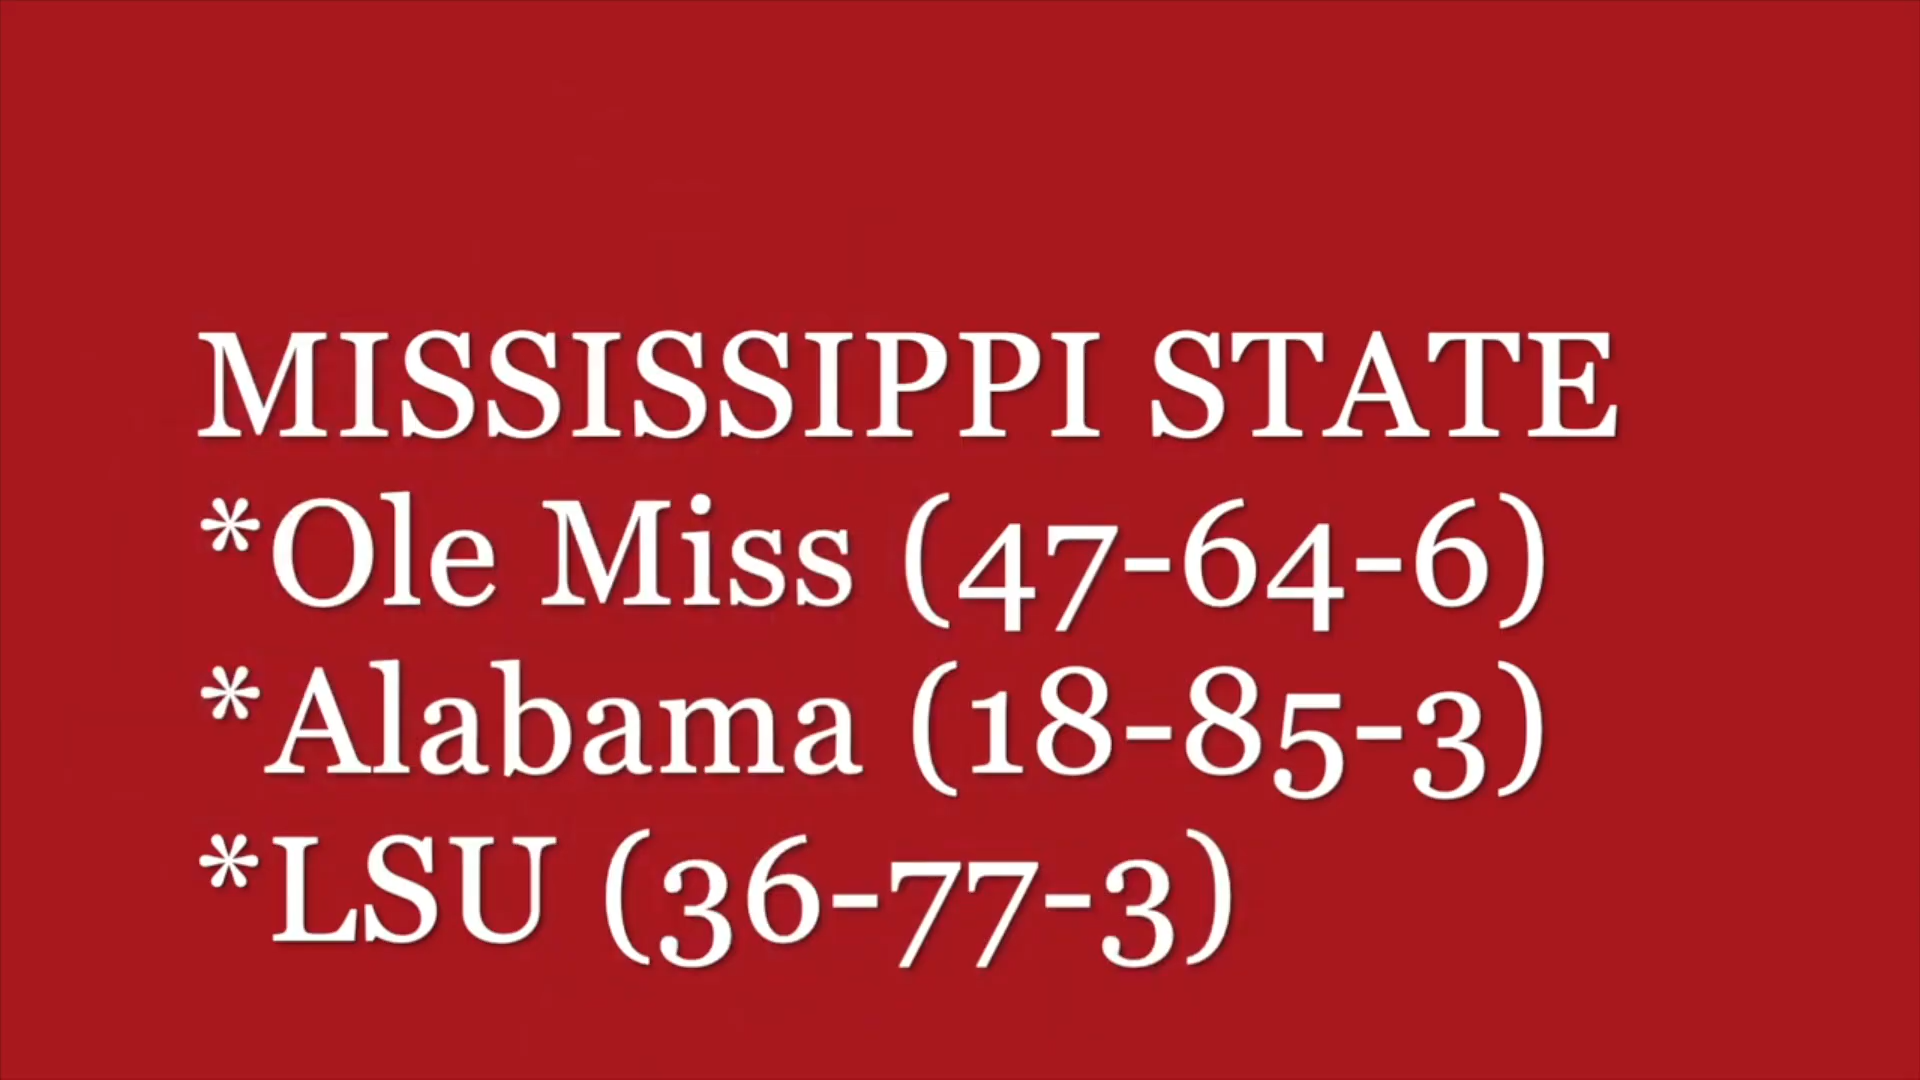 MISSISSIPPI STATE
*Ole Miss (47-64-6)
*Alabama (18-85-3)
*LSU (36-77-3)